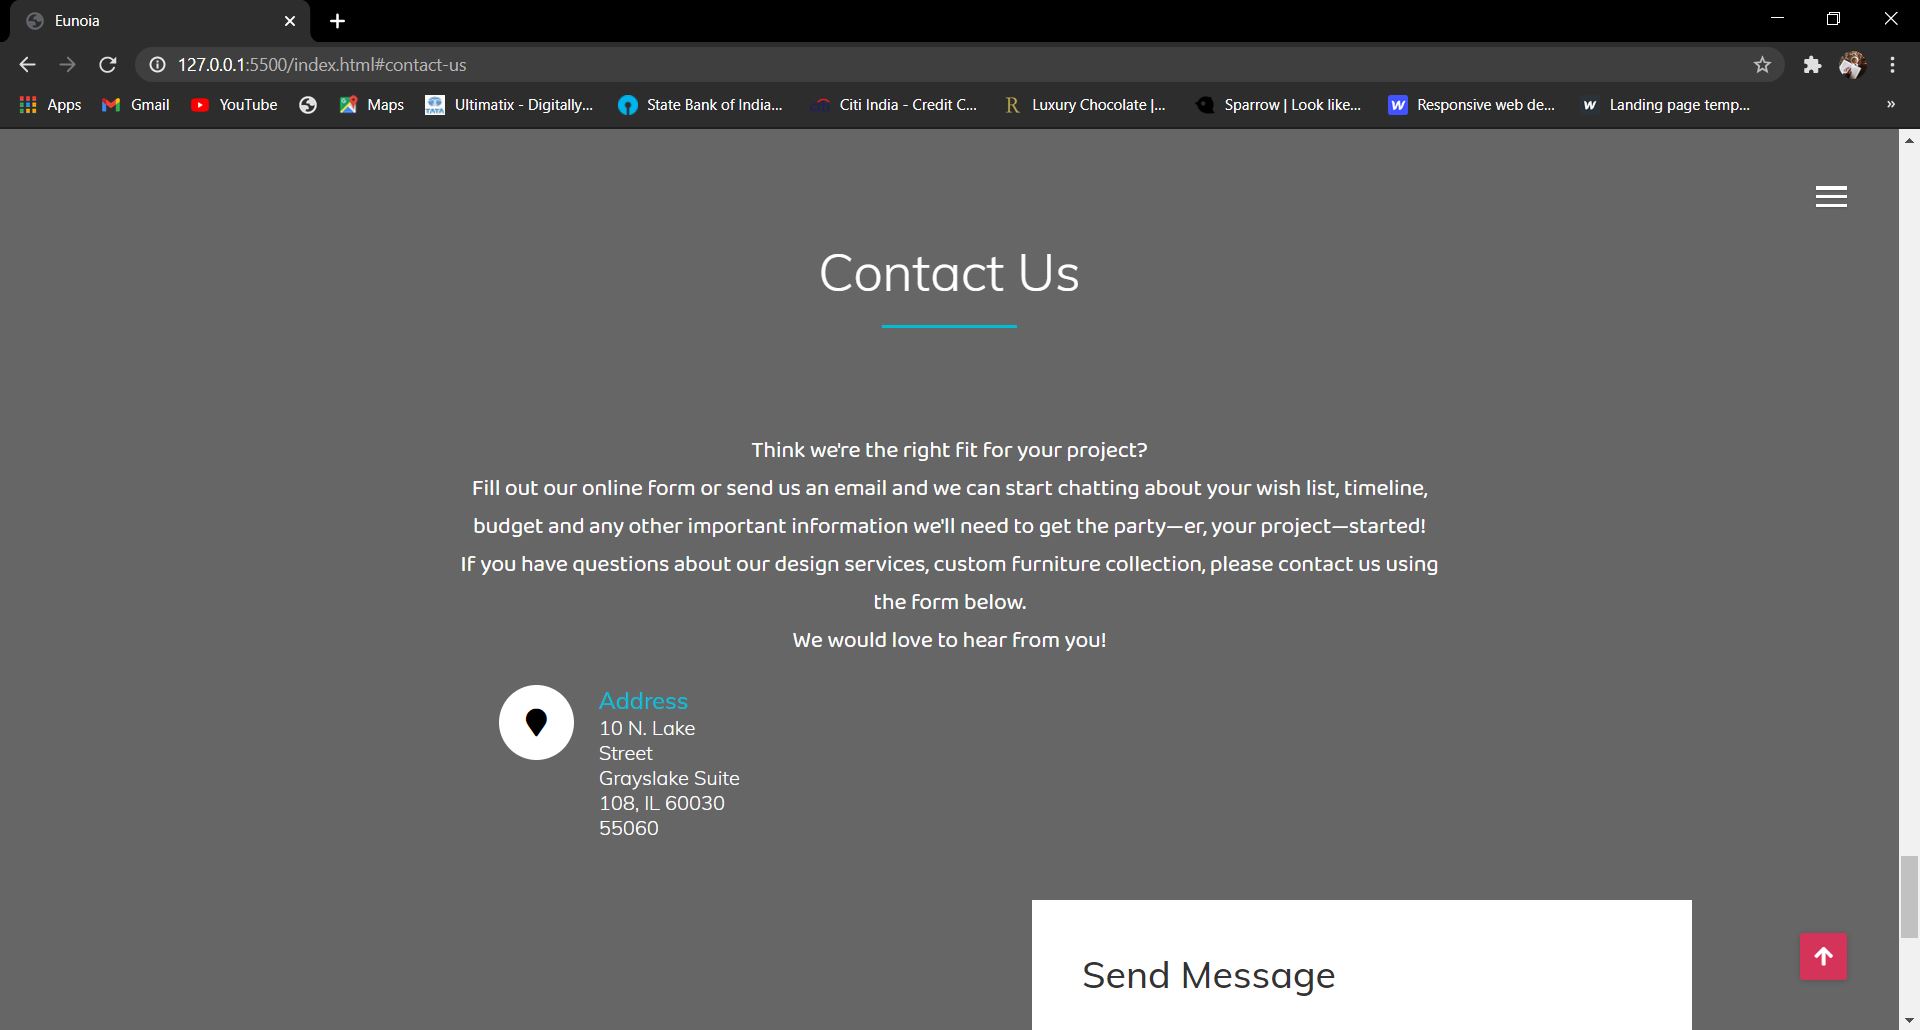 Eunoia
127.0.0.1:5500/index.html#contact-us
Apps Gmail YouTube Maps Ultimatix - Digitally... State Bank of India... Citi India - Credit C... Luxury Chocolate |... Sparrow | Look like... Responsive web de... Landing page temp... »
Contact Us
Think we're the right fit for your project?
Fill out our online form or send us an email and we can start chatting about your wish list, timeline,
budget and any other important information we'll need to get the party—er, your project—started!
If you have questions about our design services, custom furniture collection, please contact us using
the form below.
We would love to hear from you!
Address
10 N. Lake
Street
Grayslake Suite
108, IL 60030
55060
Send Message